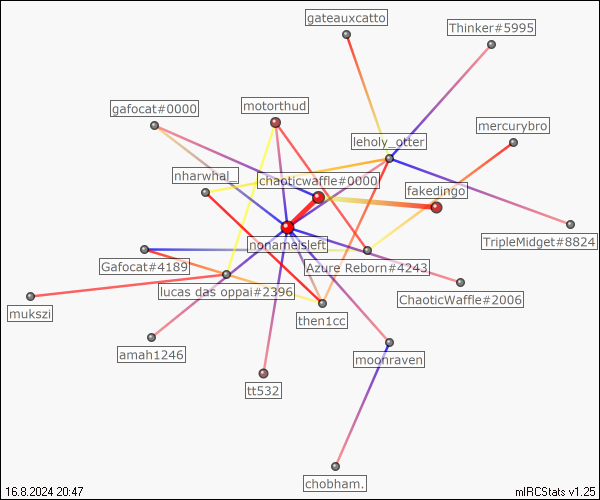 gateauxcatto
Thinker#5995
gafocat#0000
motorthud
mercurybro
leholy_otter
nharwhal_
chaoticwaffle#0000
fakedingo
nonameisleft
TripleMidget#8824
Gafocat#4189
Azure Reborn#4243
lucas das oppai#2396
ChaoticWaffle#2006
mukszi
then1cc
amah1246
moonraven
tt532
chobham.
16.8.2024 20:47
mIRCStats v1.25